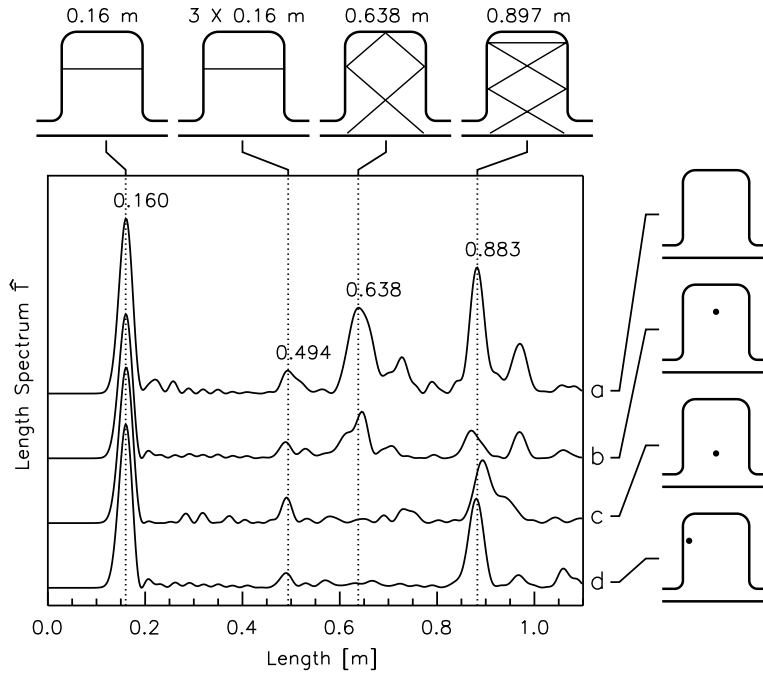 0.16 m 3 X 0.16 m 0.638 m 0.897 m
0.160
0.883
0.638
0.494
Length Spectrum T̂
a
b
c
d
0.0 0.2 0.4 0.6 0.8 1.0
Length [m]